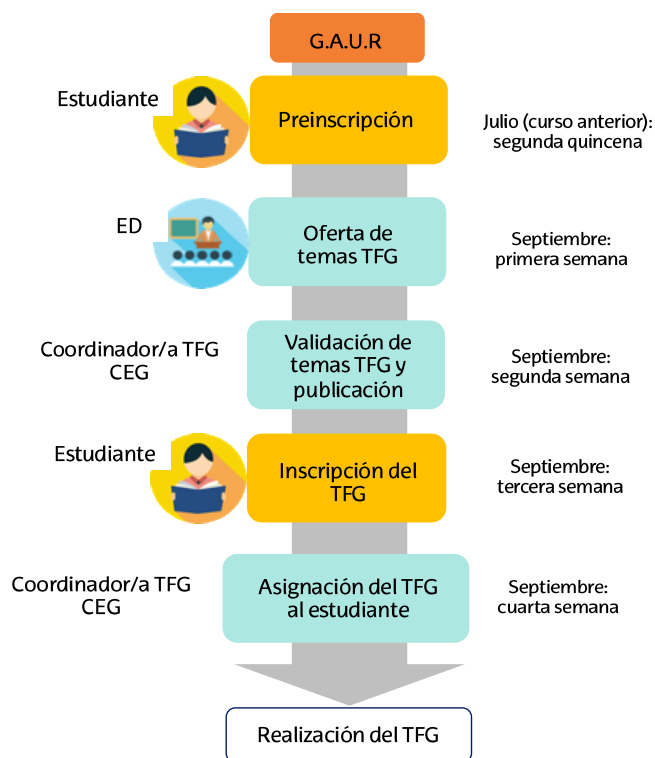 G.A.U.R
Estudiante
Preinscripción
Julio (curso anterior):
segunda quincena
ED
Oferta de
temas TFG
Septiembre:
primera semana
Coordinador/a TFG
CEG
Validación de
temas TFG y
publicación
Septiembre:
segunda semana
Estudiante
Inscripción del
TFG
Septiembre:
tercera semana
Coordinador/a TFG
CEG
Asignación del TFG
al estudiante
Septiembre:
cuarta semana
Realización del TFG